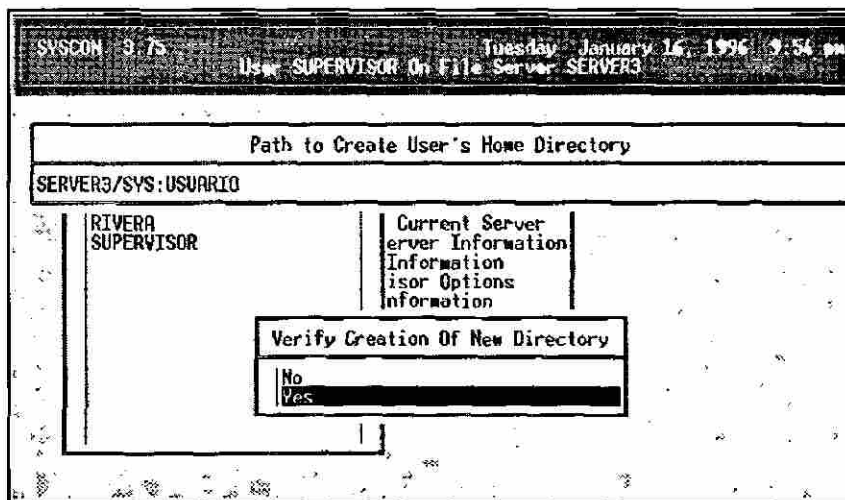 SYSCON 3.75 Tuesday January 16, 1996 9:54 pm
User SUPERVISOR On File Server SERVER3
Path to Create User's Home Directory
SERVER3/SYS:USUARIO
RIVERA
SUPERVISOR
Current Server
erver Information
Information
isor Options
nformation
Verify Creation Of New Directory
No
Yes